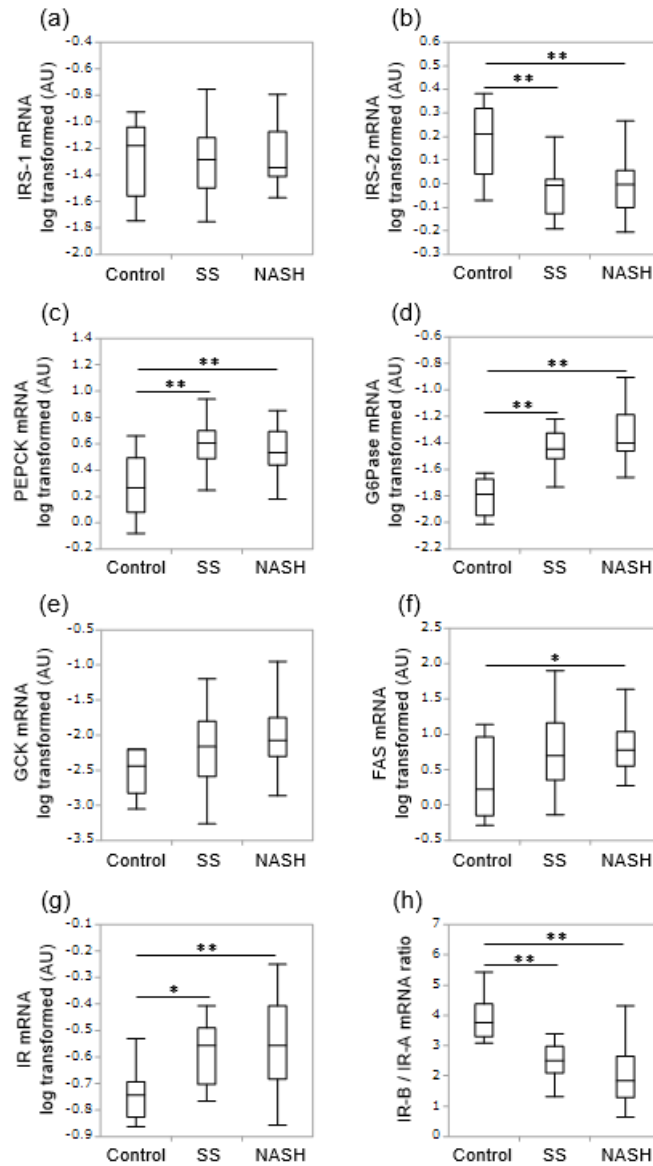 (a)
IRS-1 mRNA
log transformed (AU)
-0.4
-0.6
-0.8
-1.0
-1.2
-1.4
-1.6
-1.8
-2.0
Control SS NASH
(b)
IRS-2 mRNA
log transformed (AU)
0.6
0.5
0.4
0.3
0.2
0.1
0.0
-0.1
-0.2
-0.3
**
**
Control SS NASH
(c)
PEPCK mRNA
log transformed (AU)
1.4
1.2
1.0
0.8
0.6
0.4
0.2
0.0
-0.2
**
**
Control SS NASH
(d)
G6Pase mRNA
log transformed (AU)
-0.6
-0.8
-1.0
-1.2
-1.4
-1.6
-1.8
-2.0
-2.2
**
**
Control SS NASH
(e)
GCK mRNA
log transformed (AU)
-0.5
-1.0
-1.5
-2.0
-2.5
-3.0
-3.5
Control SS NASH
(f)
FAS mRNA
log transformed (AU)
2.5
2.0
1.5
1.0
0.5
0.0
-0.5
*
Control SS NASH
(g)
IR mRNA
log transformed (AU)
-0.1
-0.2
-0.3
-0.4
-0.5
-0.6
-0.7
-0.8
-0.9
**
*
Control SS NASH
(h)
IR-B / IR-A mRNA ratio
7
6
5
4
3
2
1
0
**
**
Control SS NASH